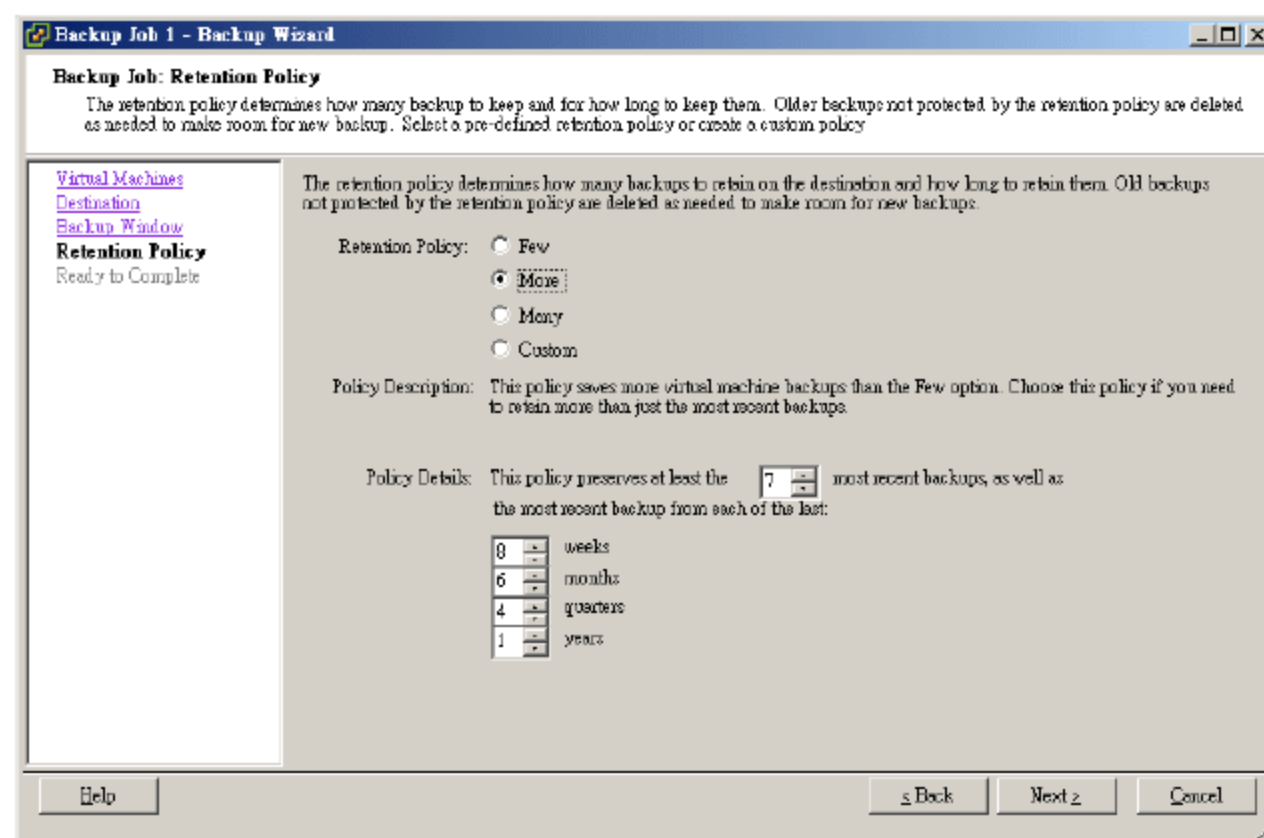 Backup Job 1 - Backup Wizard
Backup Job: Retention Policy
The retention policy determines how many backup to keep and for how long to keep them. Older backups not protected by the retention policy are deleted
as needed to make room for new backup. Select a pre-defined retention policy or create a custom policy
Virtual Machines
Destination
Backup Window
Retention Policy
Ready to Complete
The retention policy determines how many backups to retain on the destination and how long to retain them. Old backups
not protected by the retention policy are deleted as needed to make room for new backups.
Retention Policy:
Few
More
Many
Custom
Policy Description: This policy saves more virtual machine backups than the Few option. Choose this policy if you need
to retain more than just the most recent backups.
Policy Details: This policy preserves at least the 7 most recent backups, as well as
the most recent backup from each of the last:
8 weeks
6 months
4 quarters
1 years
Help
< Back
Next >
Cancel